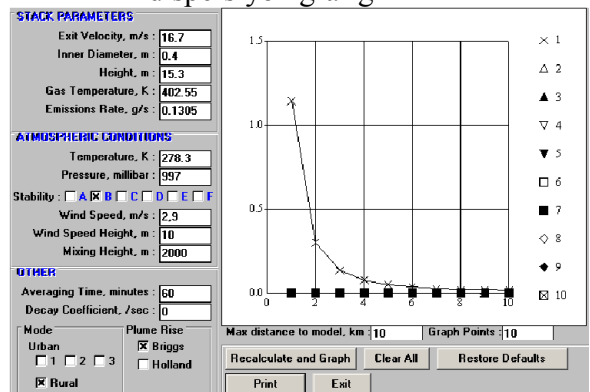 STACK PARAMETERS
Exit Velocity, m/s : 16.7
Inner Diameter, m : 0.4
Height, m : 15.3
Gas Temperature, K : 402.55
Emissions Rate, g/s : 0.1305
ATMOSPHERIC CONDITIONS
Temperature, K : 278.3
Pressure, millibar : 997
Stability : A B C D E F
Wind Speed, m/s : 2,9
Wind Speed Height, m : 10
Mixing Height, m : 2000
OTHER
Averaging Time, minutes : 60
Decay Coefficient, /sec : 0
Mode
Urban
1 2 3
Rural
Plume Rise
Briggs
Holland
1.5
1.0
0.5
0.0
0 2 4 6 8 10
1
2
3
4
5
6
7
8
9
10
Max distance to model, km : 10 Graph Points : 10
Recalculate and Graph Clear All Restore Defaults
Print Exit